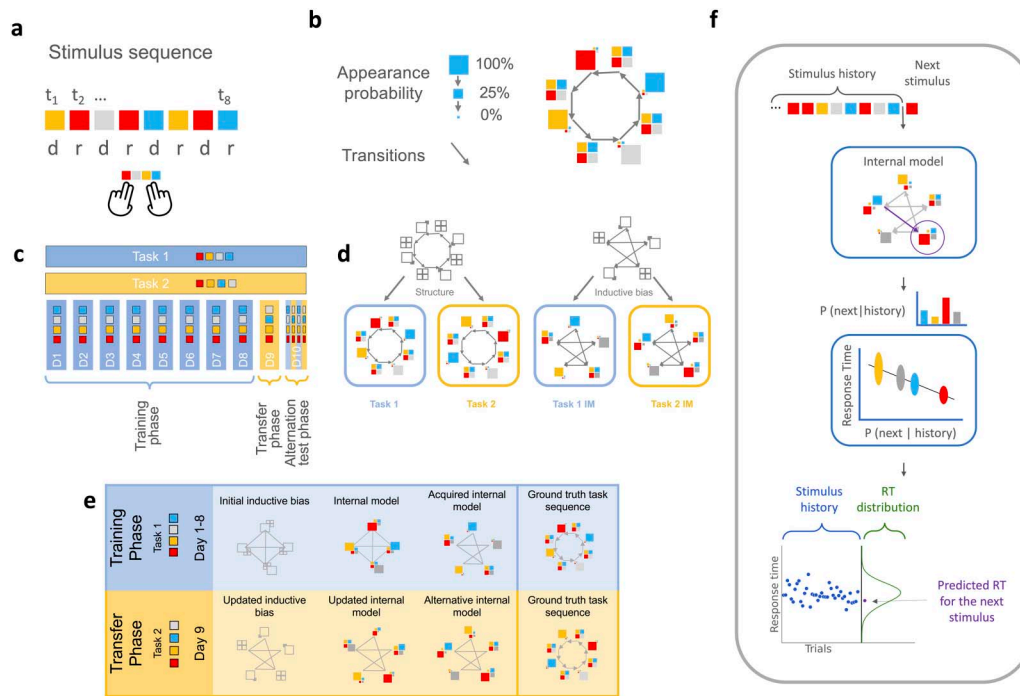 a
Stimulus sequence
t1 t2 ... t8
d r d r d r d r
b
Appearance
probability
100%
25%
0%
Transitions
c
Task 1
Task 2
D1 D2 D3 D4 D5 D6 D7 D8 D9 D10
Training
phase
Transfer
phase
Alternation
test phase
d
Structure
Inductive bias
Task 1
Task 2
Task 1 IM
Task 2 IM
e
Training
Phase
Task 1
Day 1-8
Initial inductive bias
Internal model
Acquired internal
model
Ground truth task
sequence
Transfer
Phase
Task 2
Day 9
Updated inductive
bias
Updated internal
model
Alternative internal
model
Ground truth task
sequence
f
Stimulus history
Next
stimulus
...
Internal model
P (next|history)
Response Time
P (next | history)
Stimulus
history
RT
distribution
Response time
Predicted RT
for the next
stimulus
Trials